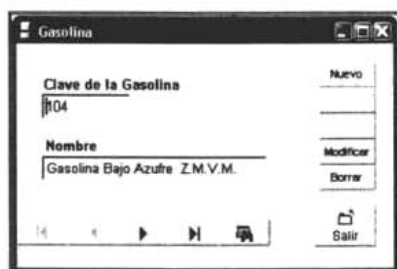 Gasolina
Clave de la Gasolina
104
Nombre
Gasolina Bajo Azufre Z.M.V.M.
Nuevo
Modificar
Borrar
Salir